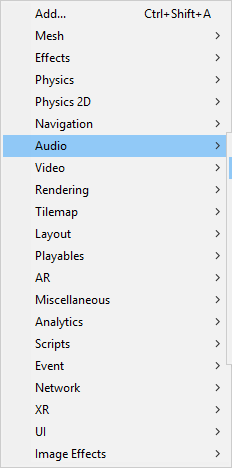 Add... Ctrl+Shift+A
Mesh
Effects
Physics
Physics 2D
Navigation
Audio
Video
Rendering
Tilemap
Layout
Playables
AR
Miscellaneous
Analytics
Scripts
Event
Network
XR
UI
Image Effects